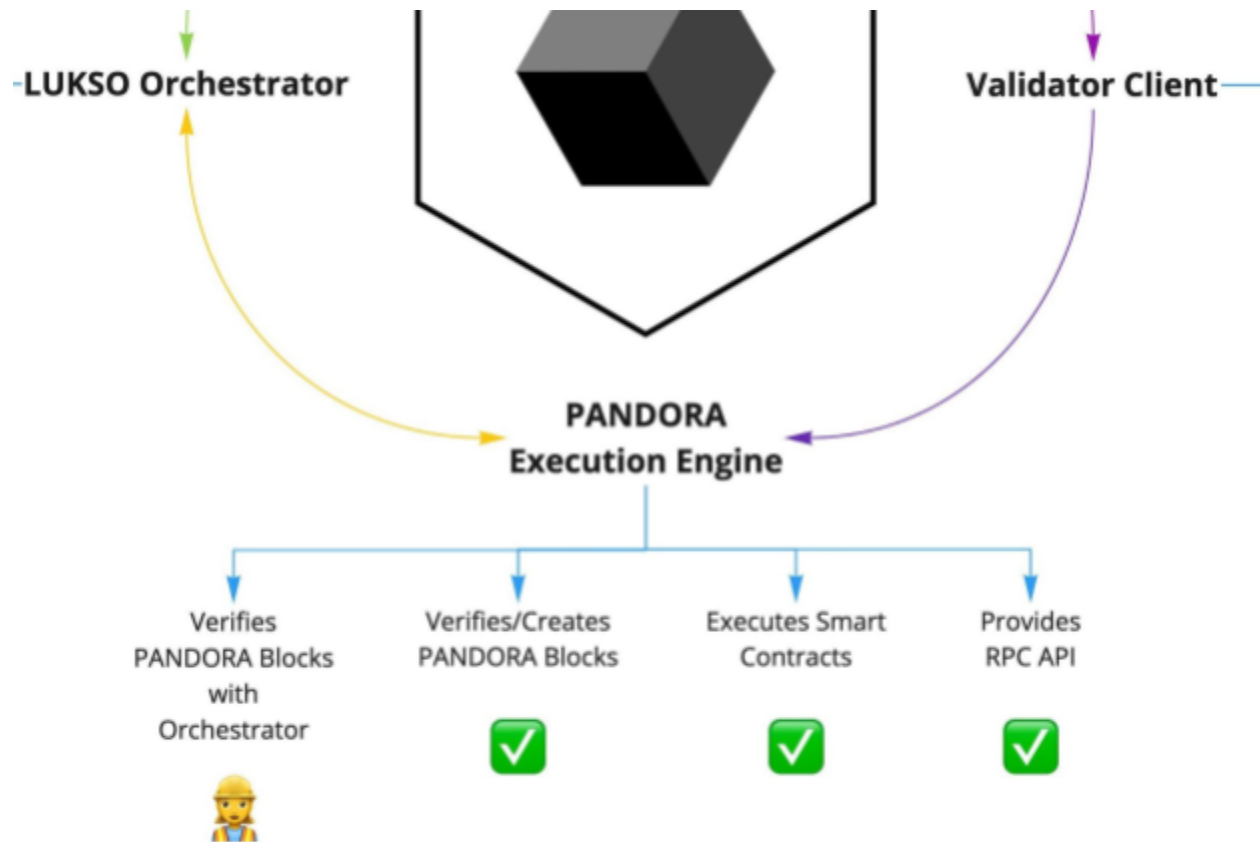 LUKSO Orchestrator
Validator Client
PANDORA
Execution Engine
Verifies
PANDORA Blocks
with
Orchestrator
Verifies/Creates
PANDORA Blocks
Executes Smart
Contracts
Provides
RPC API